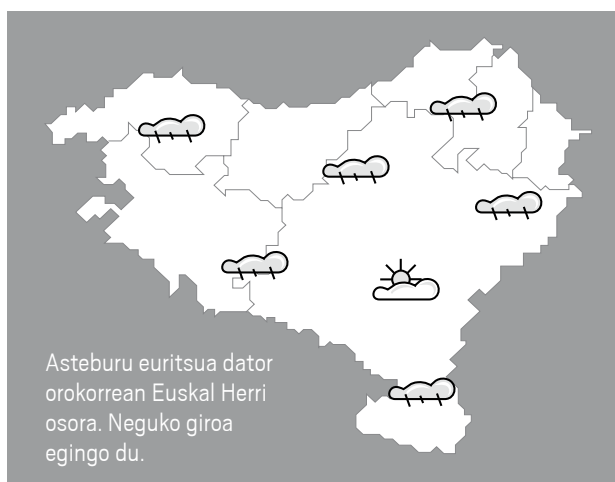 Asteburu euritsua dator
orokorrean Euskal Herri
osora. Neguko giroa
egingo du.